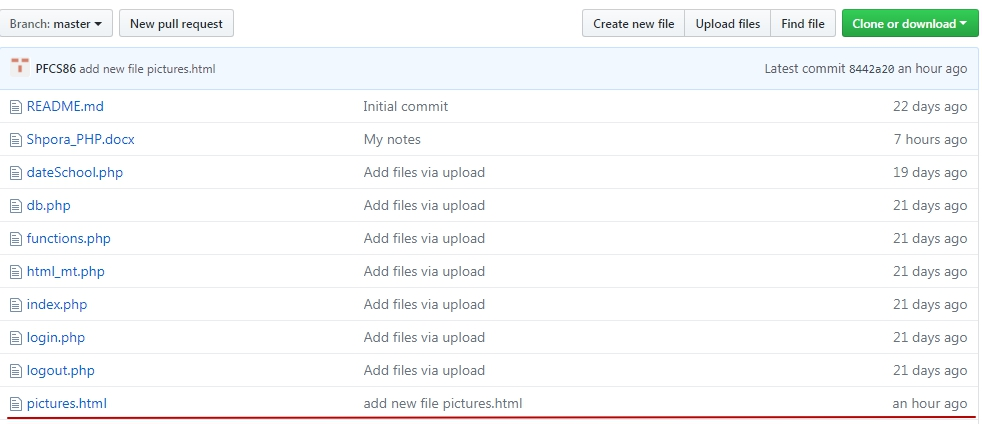 Branch: master New pull request Create new file Upload files Find file Clone or download
PFCS86 add new file pictures.html Latest commit 8442a20 an hour ago
README.md Initial commit 22 days ago
Shpora_PHP.docx My notes 7 hours ago
dateSchool.php Add files via upload 19 days ago
db.php Add files via upload 21 days ago
functions.php Add files via upload 21 days ago
html_mt.php Add files via upload 21 days ago
index.php Add files via upload 21 days ago
login.php Add files via upload 21 days ago
logout.php Add files via upload 21 days ago
pictures.html add new file pictures.html an hour ago